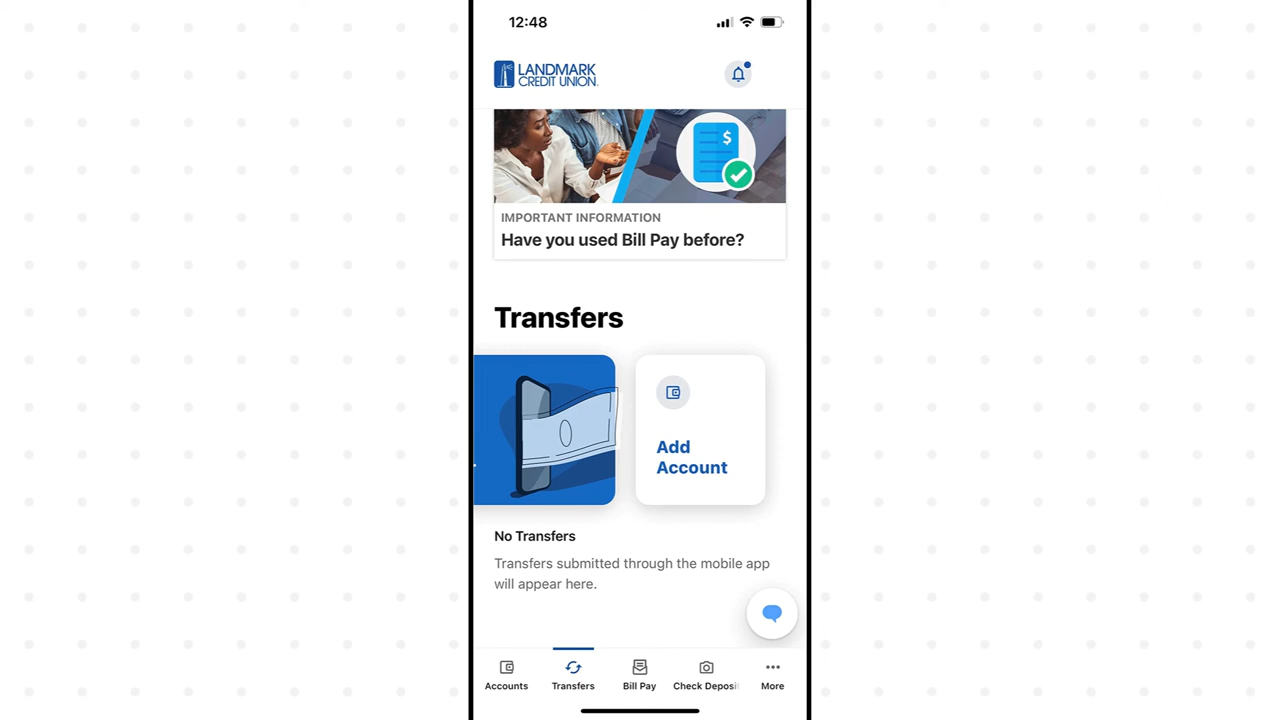 12:48
LANDMARK
CREDIT UNION.
$
IMPORTANT INFORMATION
Have you used Bill Pay before?
Transfers
Add
Account
No Transfers
Transfers submitted through the mobile app
will appear here.
Accounts
Transfers
Bill Pay
Check Deposi
More